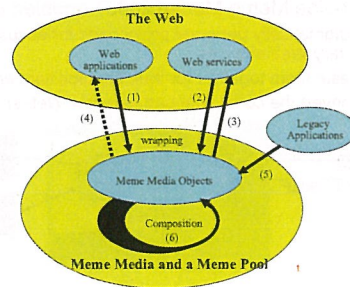 The Web
Web
applications
Web services
(1)
(2)
(3)
(4)
Legacy
Applications
wrapping
(5)
Meme Media Objects
Composition
(6)
Meme Media and a Meme Pool